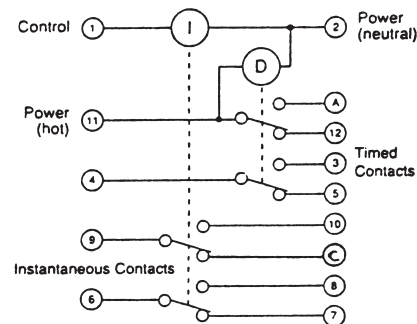 Control 1 I 2 Power
(neutral)
D
A
Power
(hot) 11 12
3 Timed
Contacts
4 5
10
9 C
Instantaneous Contacts 8
6 7